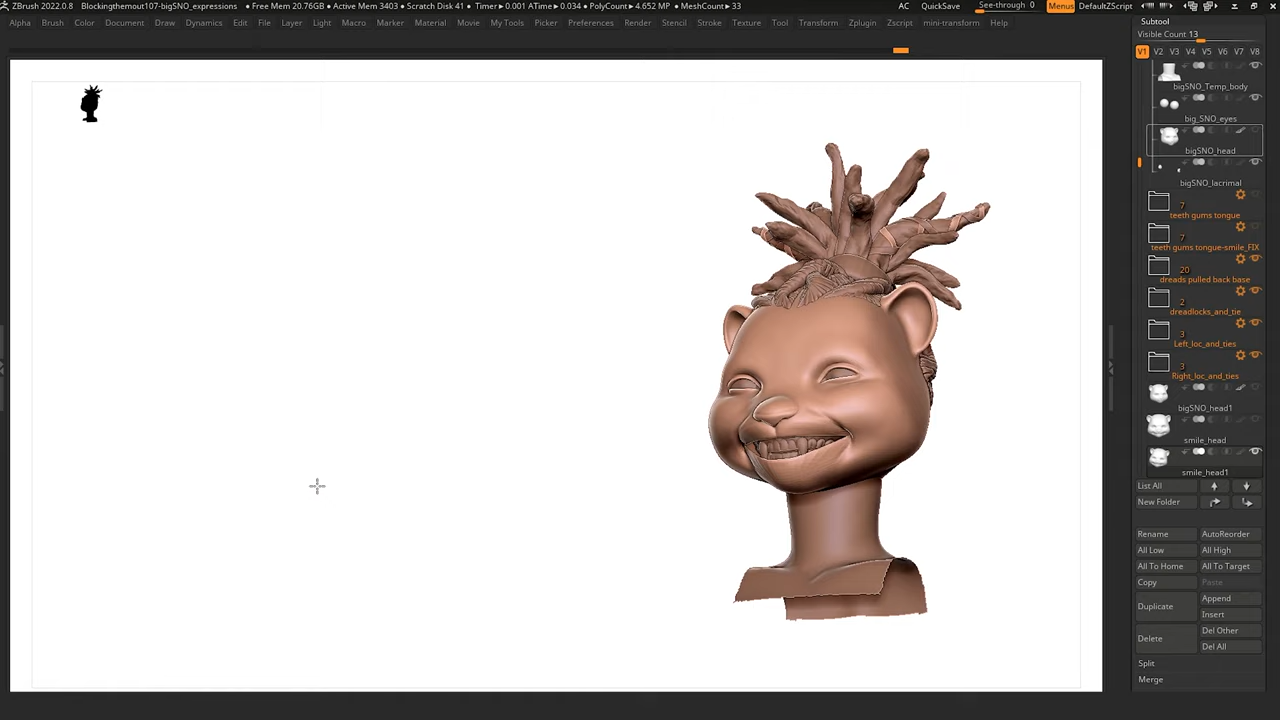 ZBrush 2022.0.8 Blockingthemout107-bigSNO_expressions • Free Mem 20.76GB • Active Mem 3403 • Scratch Disk 41 • Timer▸0.001 ATime▸0.034 • PolyCount▸4.652 MP • MeshCount▸33 AC QuickSave See-through 0 Menus DefaultZScript
Alpha Brush Color Document Draw Dynamics Edit File Layer Light Macro Marker Material Movie My Tools Picker Preferences Render Stencil Stroke Texture Tool Transform Zplugin Zscript mini-transform Help
Subtool
Visible Count 13
V1 V2 V3 V4 V5 V6 V7 V8
bigSNO_Temp_body
big_SNO_eyes
bigSNO_head
bigSNO_lacrimal
7
teeth gums tongue
7
teeth gums tongue-smile_FIX
20
dreads pulled back base
2
dreadlocks_and_tie
3
Left_loc_and_ties
3
Right_loc_and_ties
bigSNO_head1
smile_head
smile_head1
List All
New Folder
Rename AutoReorder
All Low All High
All To Home All To Target
Copy Paste
Duplicate Append
Insert
Delete Del Other
Del All
Split
Merge